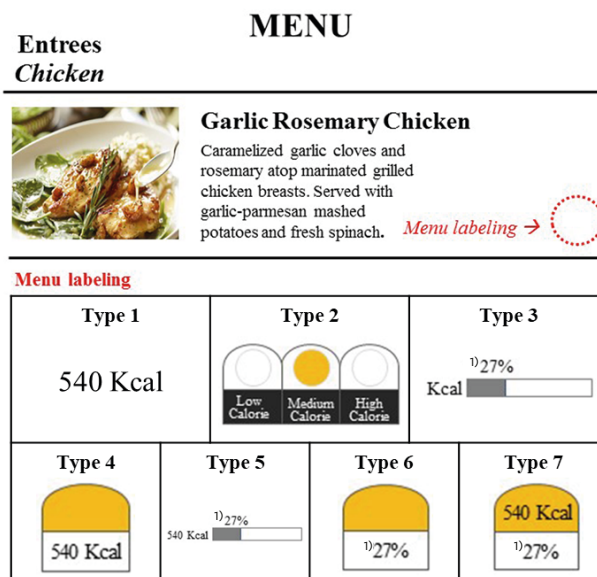 MENU
Entrees
Chicken
Garlic Rosemary Chicken
Caramelized garlic cloves and
rosemary atop marinated grilled
chicken breasts. Served with
garlic-parmesan mashed
potatoes and fresh spinach.
Menu labeling →
Menu labeling
Type 1
540 Kcal
Type 2
Low Calorie
Medium Calorie
High Calorie
Type 3
1)27%
Kcal
Type 4
540 Kcal
Type 5
1)27%
540 Kcal
Type 6
1)27%
Type 7
540 Kcal
1)27%